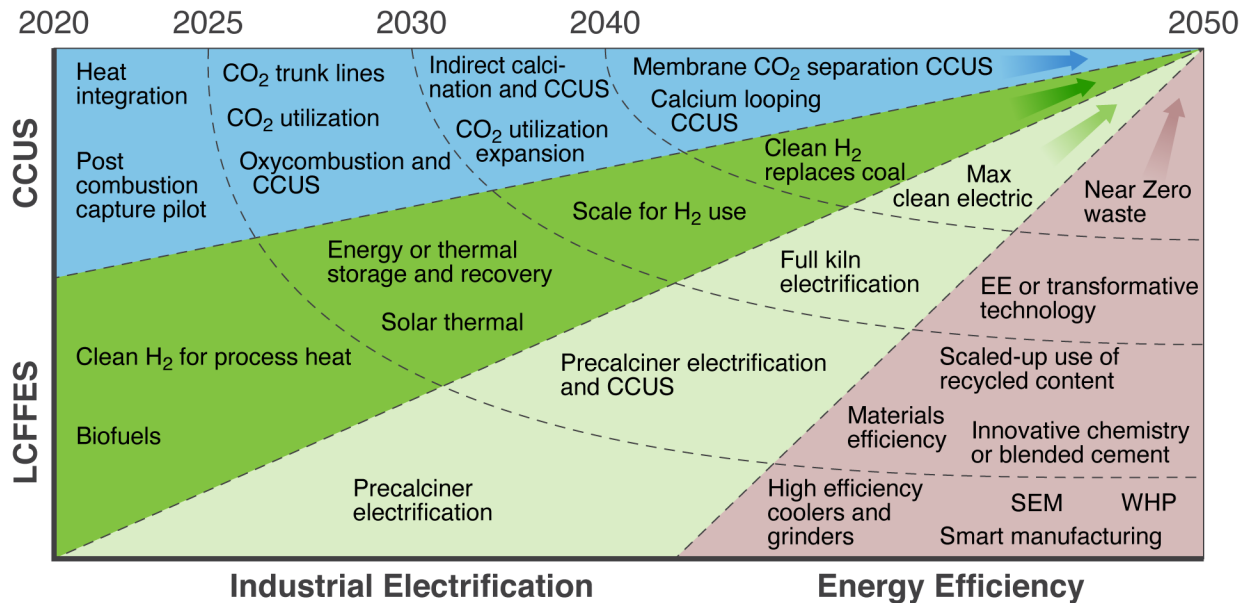 2020
2025
2030
2040
2050
CCUS
Heat
integration
Post
combustion
capture pilot
CO₂ trunk lines
CO₂ utilization
Oxycombustion and
CCUS
Indirect calci-
nation and CCUS
CO₂ utilization
expansion
Membrane CO₂ separation CCUS
Calcium looping
CCUS
LCFFES
Clean H₂ for process heat
Biofuels
Energy or thermal
storage and recovery
Solar thermal
Scale for H₂ use
Clean H₂
replaces coal
Precalciner
electrification
Precalciner electrification
and CCUS
Full kiln
electrification
Max
clean electric
Near Zero
waste
EE or transformative
technology
Scaled-up use of
recycled content
Materials
efficiency
Innovative chemistry
or blended cement
High efficiency
coolers and
grinders
SEM
WHP
Smart manufacturing
Industrial Electrification
Energy Efficiency